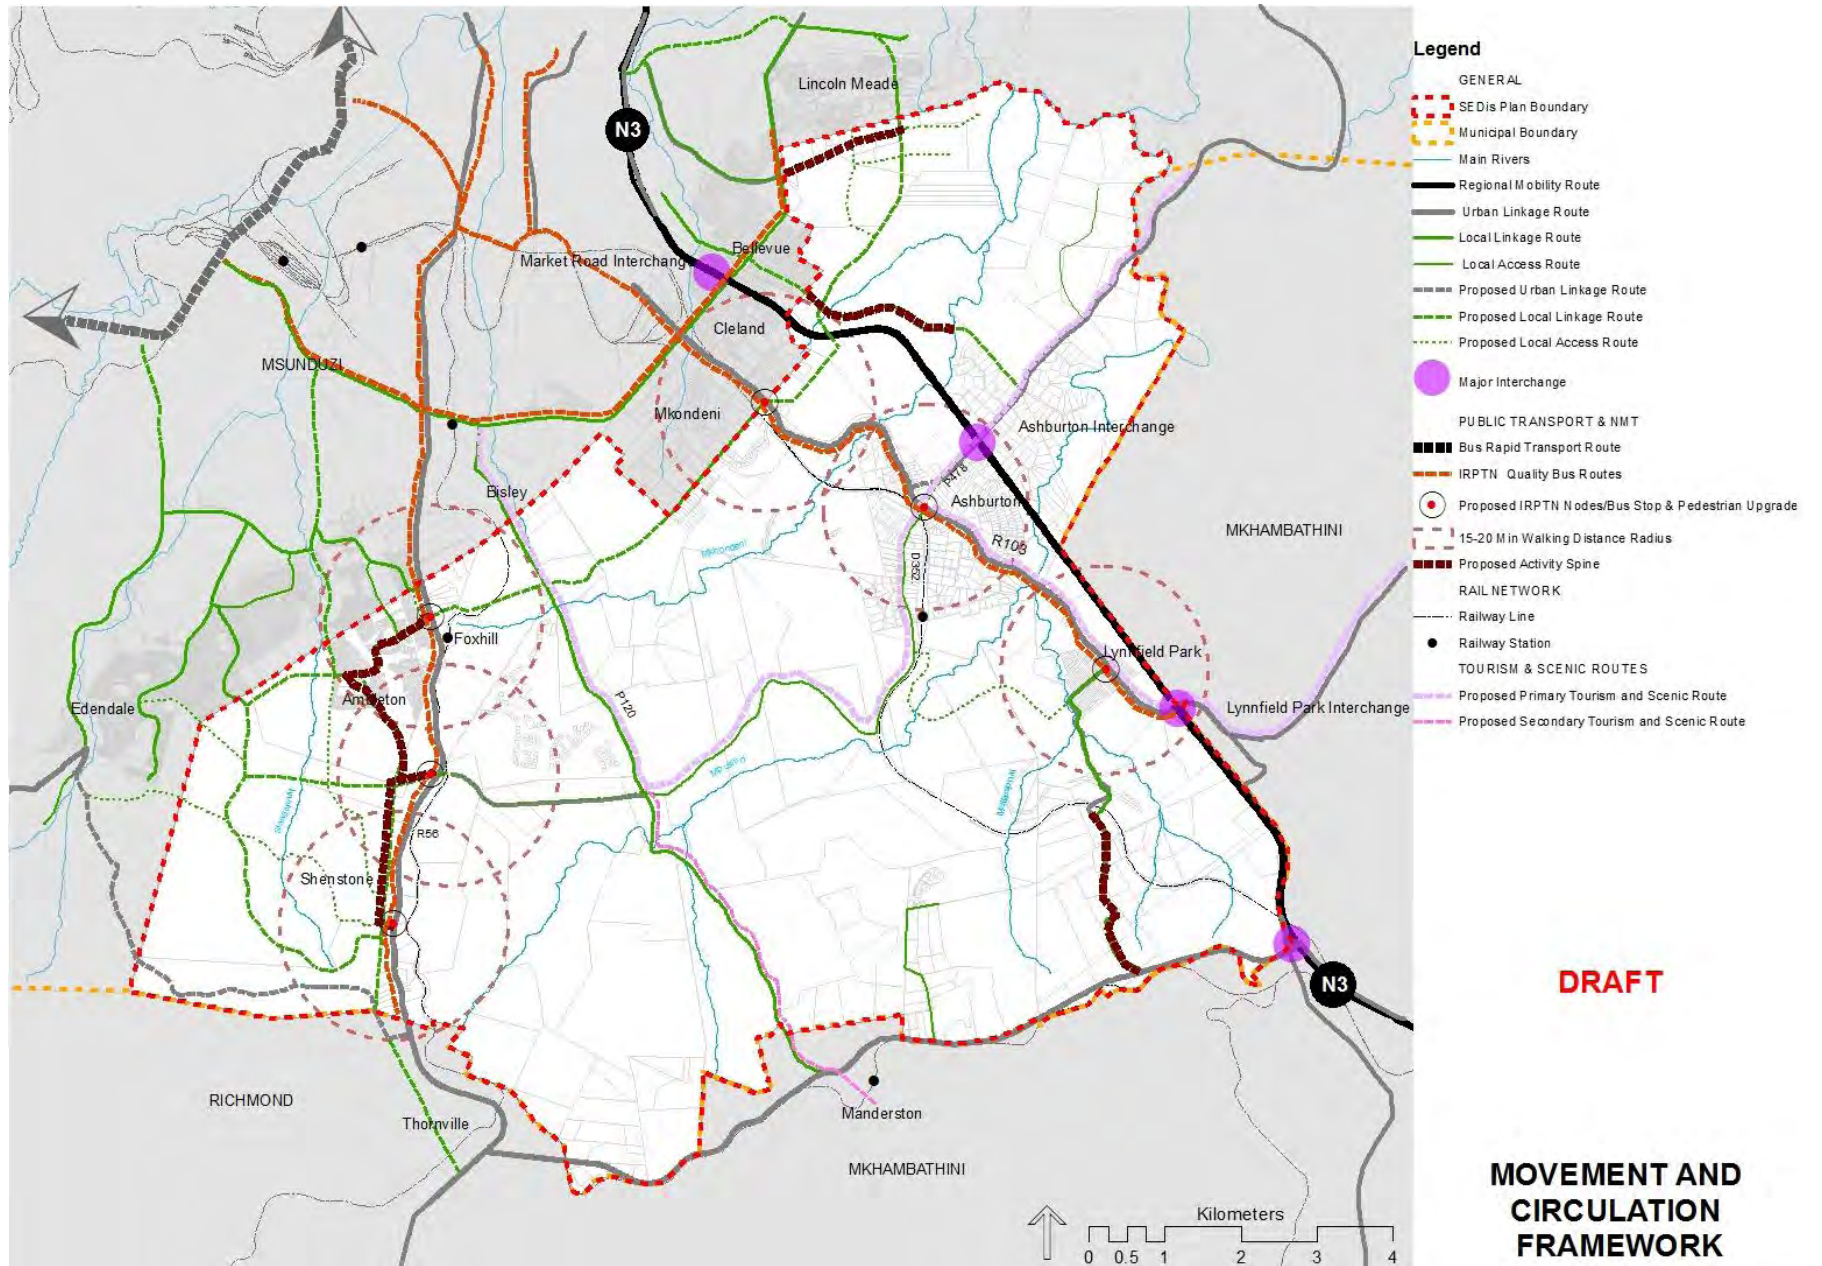 Legend
GENERAL
SEDis Plan Boundary
Municipal Boundary
Main Rivers
Regional Mobility Route
Urban Linkage Route
Local Linkage Route
Local Access Route
Proposed Urban Linkage Route
Proposed Local Linkage Route
Proposed Local Access Route
Major Interchange
PUBLIC TRANSPORT & NMT
Bus Rapid Transport Route
IRPTN Quality Bus Routes
Proposed IRPTN Nodes/Bus Stop & Pedestrian Upgrade
15-20 Min Walking Distance Radius
Proposed Activity Spine
RAIL NETWORK
Railway Line
Railway Station
TOURISM & SCENIC ROUTES
Proposed Primary Tourism and Scenic Route
Proposed Secondary Tourism and Scenic Route
Lincoln Meade
N3
Bellevue
Market Road Interchange
Cleland
MSUNDUZI
Mkondeni
Ashburton Interchange
P478
Bisley
Ashburton
MKHAMBATHINI
R103
Mkhondeni
D352
Foxhill
Lynnfield Park
Ambleton
P120
Edendale
Lynnfield Park Interchange
R56
Shenstone
N3
DRAFT
RICHMOND
Thornville
Manderston
MKHAMBATHINI
Kilometers
0 0.5 1 2 3 4
MOVEMENT AND
CIRCULATION
FRAMEWORK